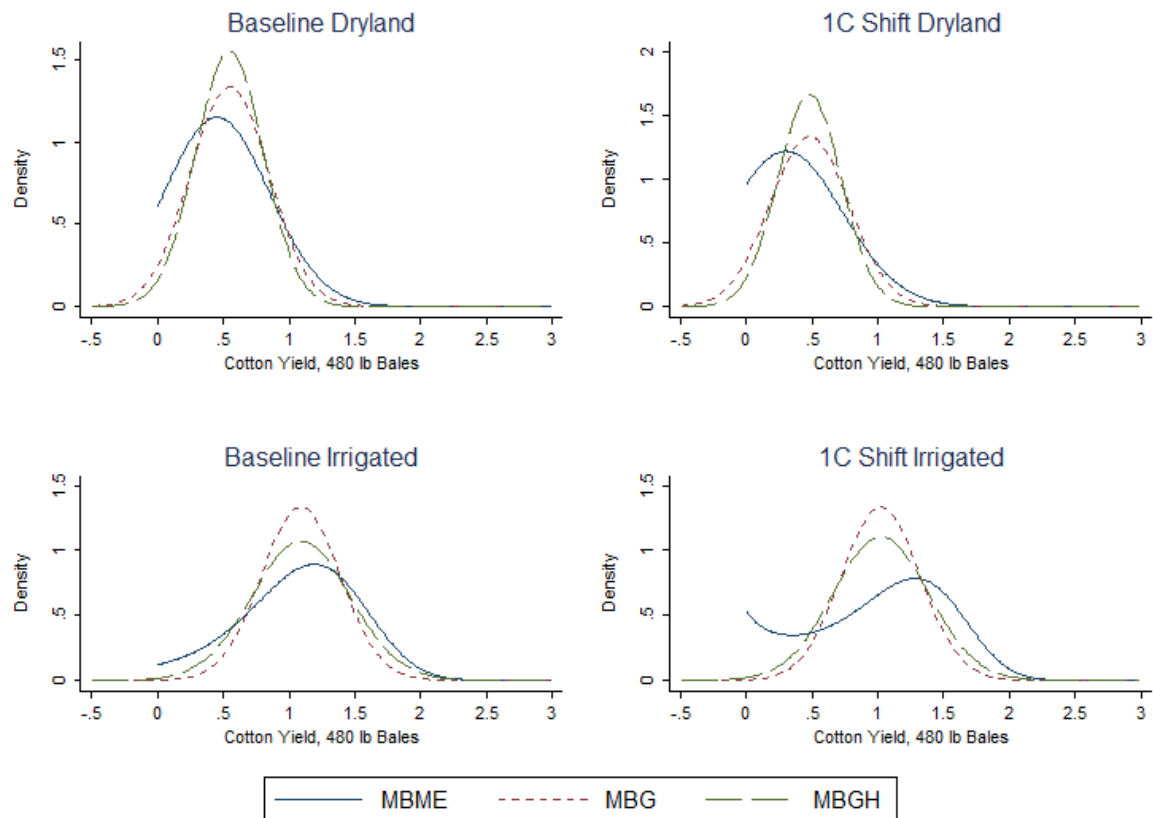 Baseline Dryland
Density
0 .5 1 1.5
-.5 0 .5 1 1.5 2 2.5 3
Cotton Yield, 480 lb Bales
1C Shift Dryland
Density
0 .5 1 1.5 2
-.5 0 .5 1 1.5 2 2.5 3
Cotton Yield, 480 lb Bales
Baseline Irrigated
Density
0 .5 1 1.5
-.5 0 .5 1 1.5 2 2.5 3
Cotton Yield, 480 lb Bales
1C Shift Irrigated
Density
0 .5 1 1.5
-.5 0 .5 1 1.5 2 2.5 3
Cotton Yield, 480 lb Bales
MBME MBG MBGH